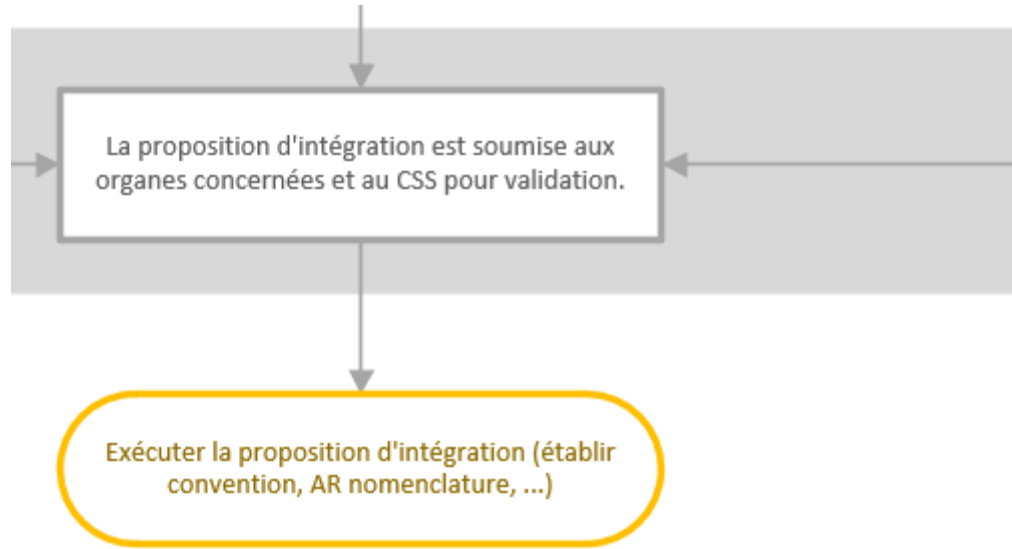 La proposition d'intégration est soumise aux
organes concernées et au CSS pour validation.
Exécuter la proposition d'intégration (établir
convention, AR nomenclature, ...)